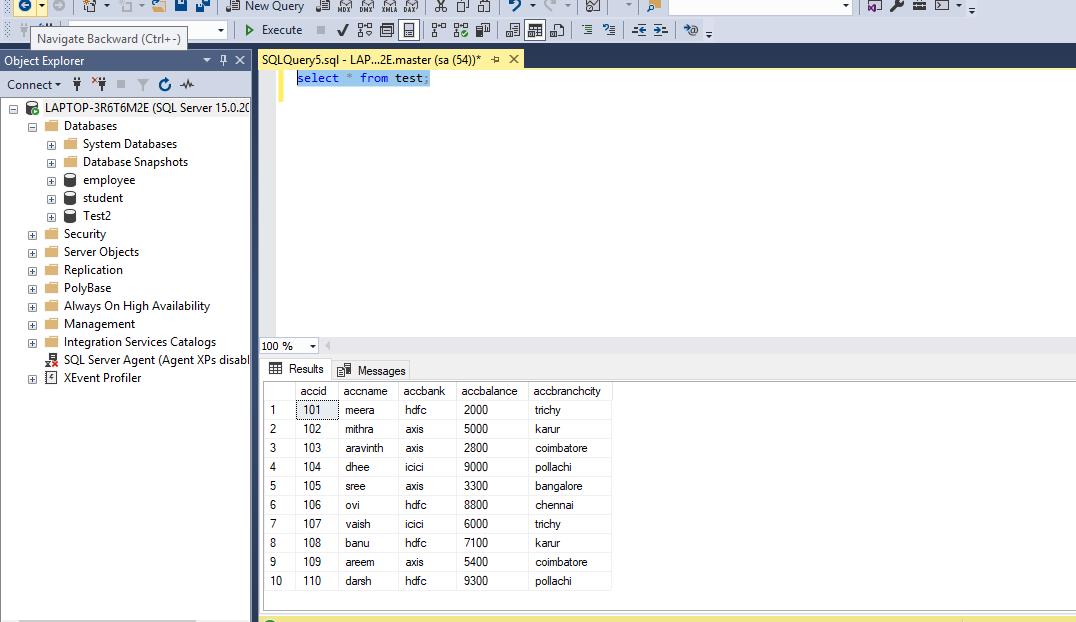 New Query
MDX DMX XMLA DAX
Execute
Navigate Backward (Ctrl+-)
Object Explorer
SQLQuery5.sql - LAP...2E.master (sa (54))*
Connect
select * from test;
LAPTOP-3R6T6M2E (SQL Server 15.0.20
Databases
System Databases
Database Snapshots
employee
student
Test2
Security
Server Objects
Replication
PolyBase
Always On High Availability
Management
Integration Services Catalogs
SQL Server Agent (Agent XPs disabl
XEvent Profiler
100 %
Results Messages
accid accname accbank accbalance accbranchcity
1 101 meera hdfc 2000 trichy
2 102 mithra axis 5000 karur
3 103 aravinth axis 2800 coimbatore
4 104 dhee icici 9000 pollachi
5 105 sree axis 3300 bangalore
6 106 ovi hdfc 8800 chennai
7 107 vaish icici 6000 trichy
8 108 banu hdfc 7100 karur
9 109 areem axis 5400 coimbatore
10 110 darsh hdfc 9300 pollachi